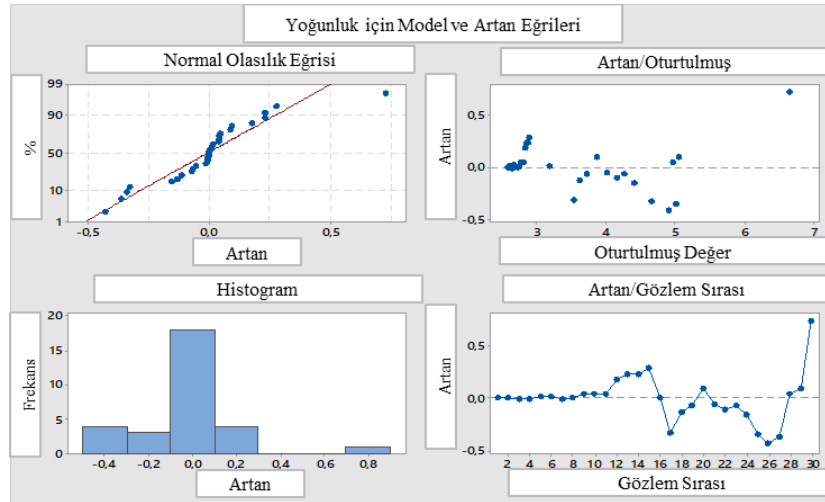 Yoğunluk için Model ve Artan Eğrileri
Normal Olasılık Eğrisi
%
99
90
50
10
1
-0,5
0,0
0,5
Artan
Artan/Oturtulmuş
Artan
0,5
0,0
-0,5
3
4
5
6
7
Oturtulmuş Değer
Histogram
Frekans
20
15
10
5
0
-0,4
-0,2
0,0
0,2
0,4
0,6
0,8
Artan
Artan/Gözlem Sırası
Artan
0,5
0,0
-0,5
2 4 6 8 10 12 14 16 18 20 22 24 26 28 30
Gözlem Sırası